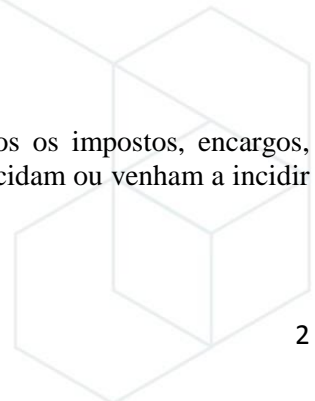 os os impostos, encargos,
cidam ou venham a incidir
2